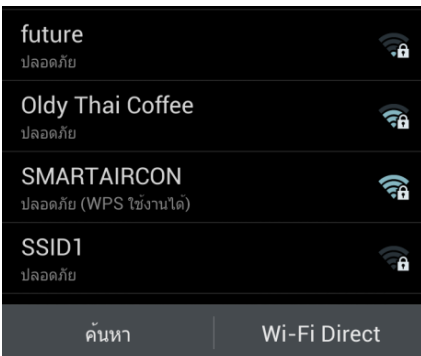 future
ปลอดภัย
Oldy Thai Coffee
ปลอดภัย
SMARTAIRCON
ปลอดภัย (WPS ใช้งานได้)
SSID1
ปลอดภัย
ค้นหา
Wi-Fi Direct